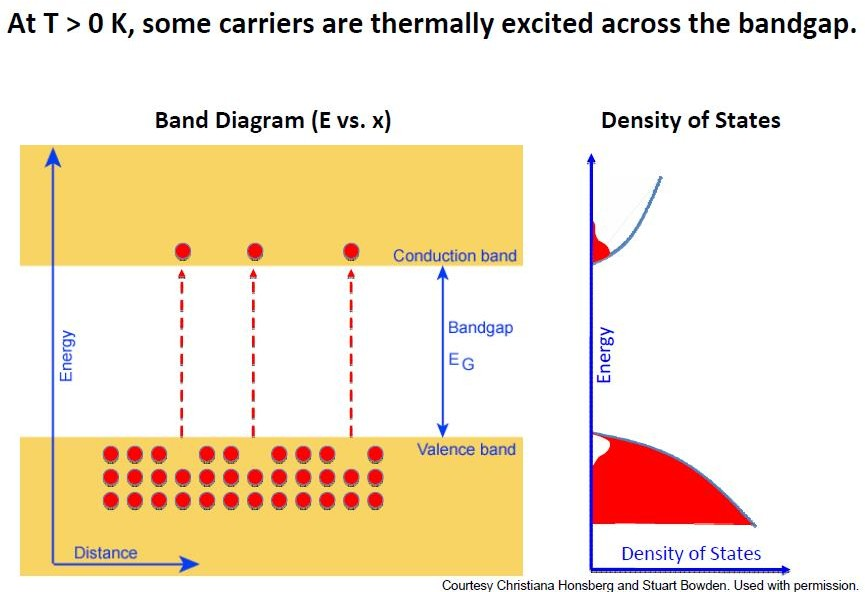 At T > 0 K, some carriers are thermally excited across the bandgap.
Band Diagram (E vs. x)
Density of States
Conduction band
Bandgap
EG
Energy
Energy
Valence band
Distance
Density of States
Courtesy Christiana Honsberg and Stuart Bowden. Used with permission.